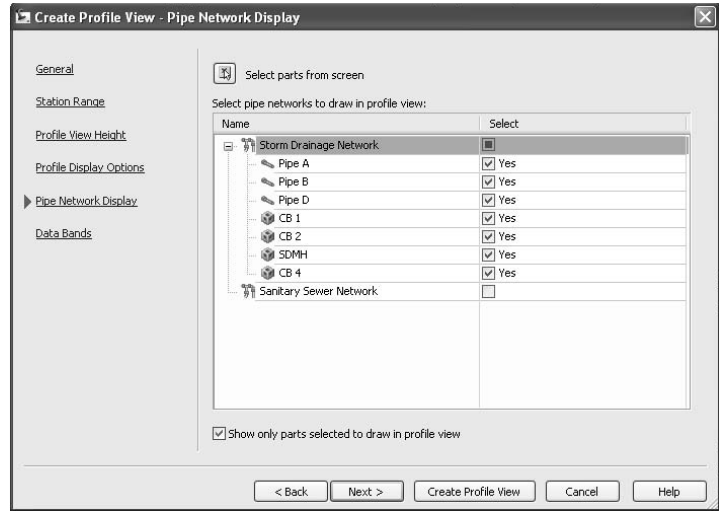 Create Profile View - Pipe Network Display
General
Station Range
Profile View Height
Profile Display Options
Pipe Network Display
Data Bands
Select parts from screen
Select pipe networks to draw in profile view:
Name Select
Storm Drainage Network
Pipe A Yes
Pipe B Yes
Pipe D Yes
CB 1 Yes
CB 2 Yes
SDMH Yes
CB 4 Yes
Sanitary Sewer Network
Show only parts selected to draw in profile view
< Back Next > Create Profile View Cancel Help